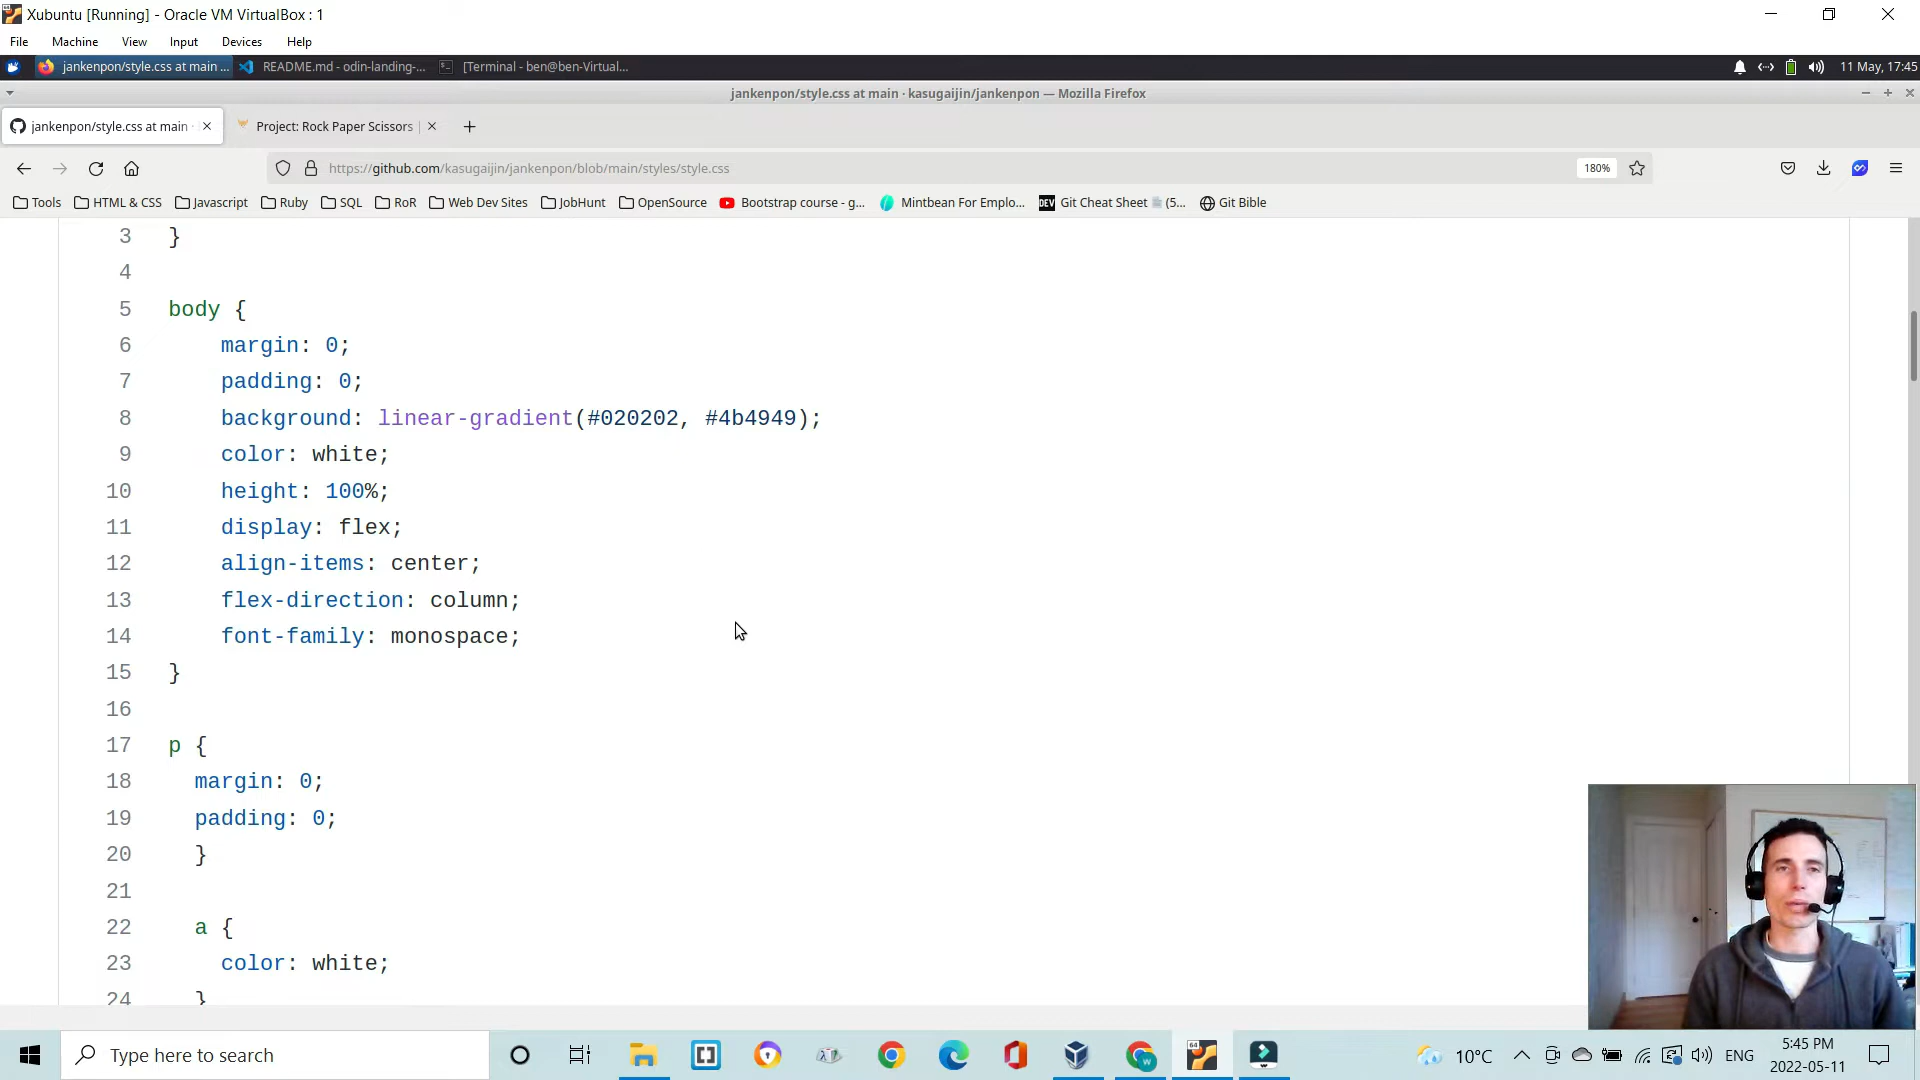 Xubuntu [Running] - Oracle VM VirtualBox : 1
File Machine View Input Devices Help
jankenpon/style.css at main ... README.md - odin-landing-... [Terminal - ben@ben-Virtual... 11 May, 17:45
jankenpon/style.css at main · kasugaijin/jankenpon — Mozilla Firefox
jankenpon/style.css at main · Project: Rock Paper Scissors
https://github.com/kasugaijin/jankenpon/blob/main/styles/style.css 180%
Tools HTML & CSS Javascript Ruby SQL RoR Web Dev Sites JobHunt OpenSource Bootstrap course - g... Mintbean For Emplo... DEV Git Cheat Sheet (5... Git Bible
3 }
4
5 body {
6 margin: 0;
7 padding: 0;
8 background: linear-gradient(#020202, #4b4949);
9 color: white;
10 height: 100%;
11 display: flex;
12 align-items: center;
13 flex-direction: column;
14 font-family: monospace;
15 }
16
17 p {
18 margin: 0;
19 padding: 0;
20 }
21
22 a {
23 color: white;
24 }
Type here to search
64
10°C ENG
5:45 PM
2022-05-11